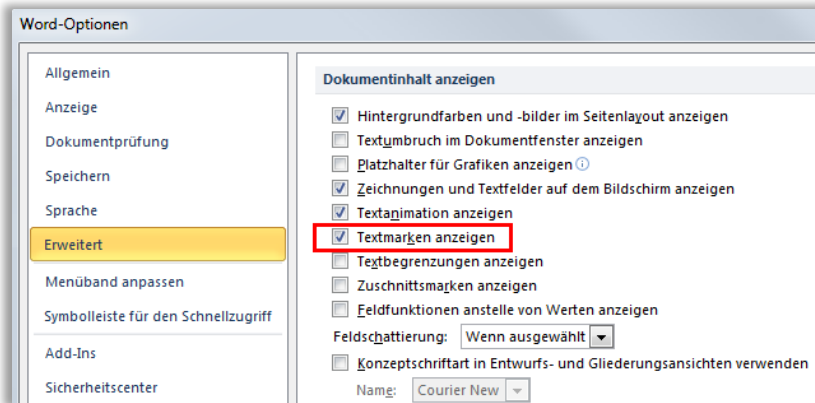 Word-Optionen
Allgemein
Anzeige
Dokumentprüfung
Speichern
Sprache
Erweitert
Menüband anpassen
Symbolleiste für den Schnellzugriff
Add-Ins
Sicherheitscenter
Dokumentinhalt anzeigen
Hintergrundfarben und -bilder im Seitenlayout anzeigen
Textumbruch im Dokumentfenster anzeigen
Platzhalter für Grafiken anzeigen
Zeichnungen und Textfelder auf dem Bildschirm anzeigen
Textanimation anzeigen
Textmarken anzeigen
Textbegrenzungen anzeigen
Zuschnittsmarken anzeigen
Feldfunktionen anstelle von Werten anzeigen
Feldschattierung: Wenn ausgewählt
Konzeptschriftart in Entwurfs- und Gliederungsansichten verwenden
Name: Courier New